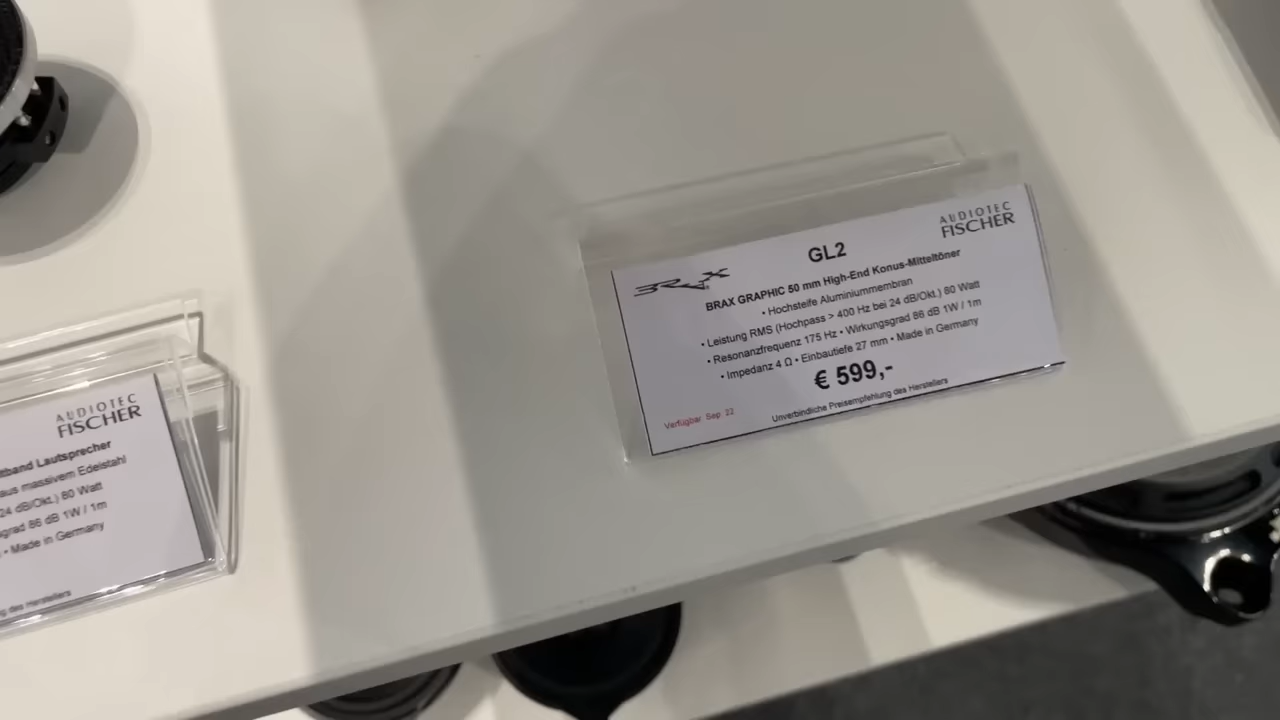 AUDIOTEC
FISCHER
BRAX
GL2
BRAX GRAPHIC 50 mm High-End Konus-Mitteltöner
• Hochsteife Aluminiummembran
• Leistung RMS (Hochpass > 400 Hz bei 24 dB/Okt.) 80 Watt
• Resonanzfrequenz 175 Hz • Wirkungsgrad 86 dB 1W / 1m
• Impedanz 4 Ω • Einbautiefe 27 mm • Made in Germany
€ 599,-
Verfügbar Sep 22
Unverbindliche Preisempfehlung des Herstellers
AUDIOTEC
FISCHER
Lautsprecher
aus massivem Edelstahl
24 dB/Okt.) 80 Watt
86 dB 1W / 1m
• Made in Germany
des Herstellers